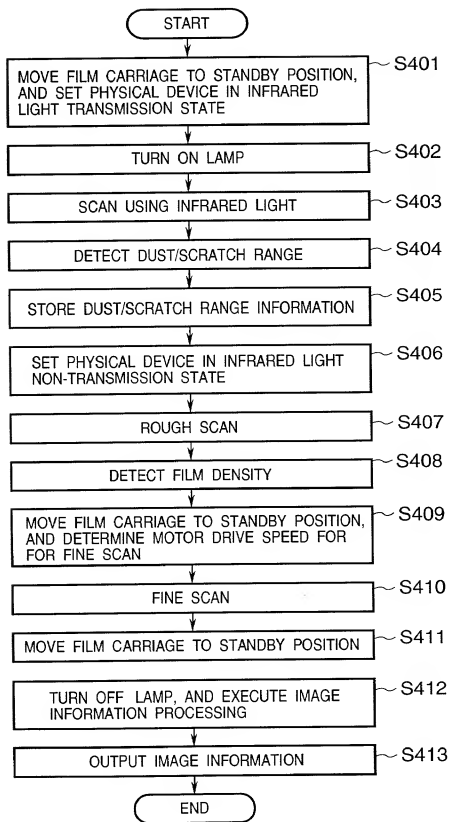 START
MOVE FILM CARRIAGE TO STANDBY POSITION,
AND SET PHYSICAL DEVICE IN INFRARED
LIGHT TRANSMISSION STATE
S401
TURN ON LAMP
S402
SCAN USING INFRARED LIGHT
S403
DETECT DUST/SCRATCH RANGE
S404
STORE DUST/SCRATCH RANGE INFORMATION
S405
SET PHYSICAL DEVICE IN INFRARED LIGHT
NON-TRANSMISSION STATE
S406
ROUGH SCAN
S407
DETECT FILM DENSITY
S408
MOVE FILM CARRIAGE TO STANDBY POSITION,
AND DETERMINE MOTOR DRIVE SPEED FOR
FOR FINE SCAN
S409
FINE SCAN
S410
MOVE FILM CARRIAGE TO STANDBY POSITION
S411
TURN OFF LAMP, AND EXECUTE IMAGE
INFORMATION PROCESSING
S412
OUTPUT IMAGE INFORMATION
S413
END